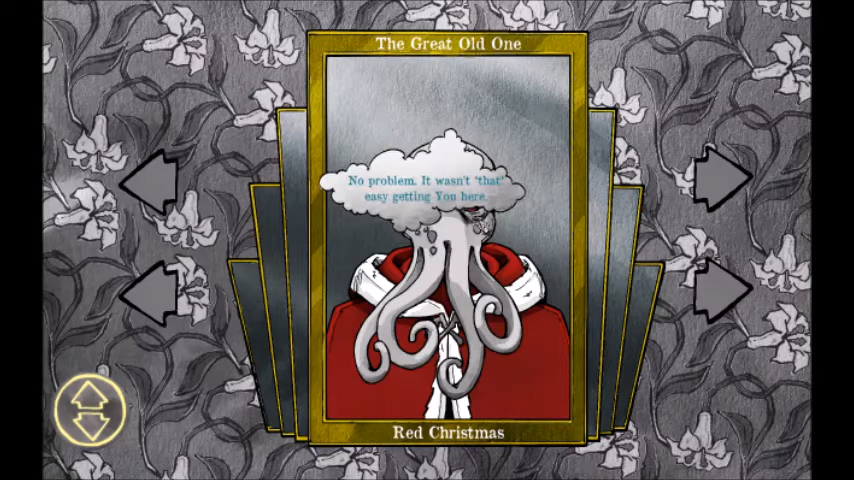 The Great Old One
No problem. It wasn't 'that'
easy getting You here.
Red Christmas